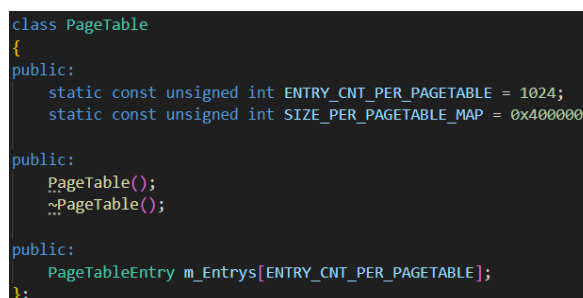 class PageTable
{
public:
    static const unsigned int ENTRY_CNT_PER_PAGETABLE = 1024;
    static const unsigned int SIZE_PER_PAGETABLE_MAP = 0x400000

public:
    PageTable();
    ~PageTable();

public:
    PageTableEntry m_Entrys[ENTRY_CNT_PER_PAGETABLE];
};